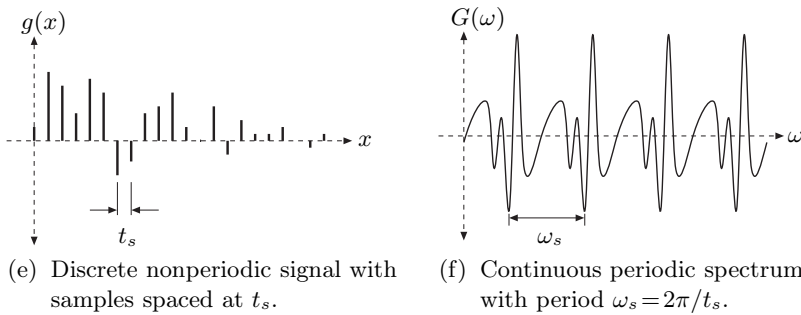 g(x)
x
t_s
(e) Discrete nonperiodic signal with
samples spaced at t_s.
G(ω)
ω
ω_s
(f) Continuous periodic spectrum
with period ω_s = 2π/t_s.